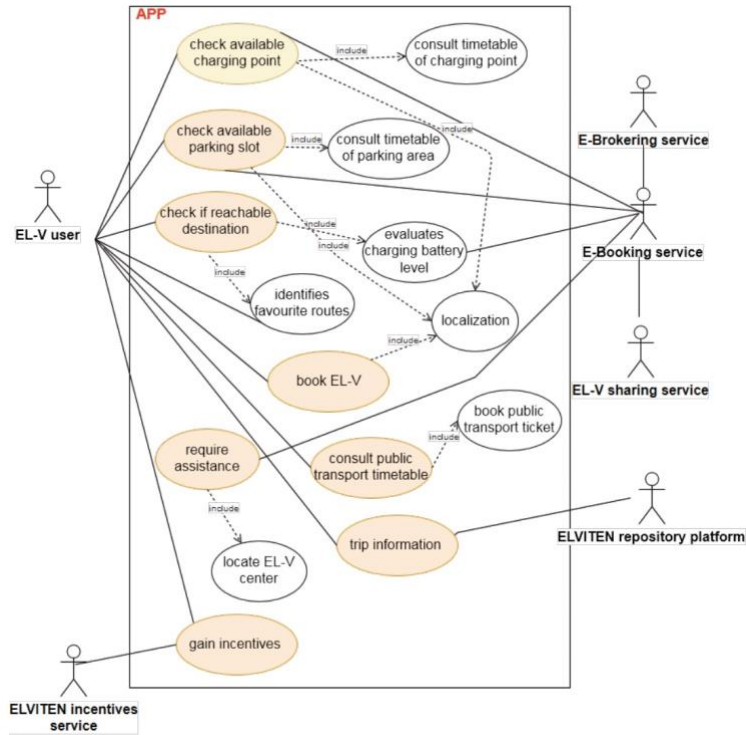 APP
check available
charging point
include
consult timetable
of charging point
include
check available
parking slot
include
consult timetable
of parking area
E-Brokering service
EL-V user
check if reachable
destination
include
evaluates
charging battery
level
include
E-Booking service
include
identifies
favourite routes
localization
include
book EL-V
EL-V sharing service
book public
transport ticket
include
require
assistance
consult public
transport timetable
include
trip information
ELVITEN repository platform
locate EL-V
center
gain incentives
ELVITEN incentives
service